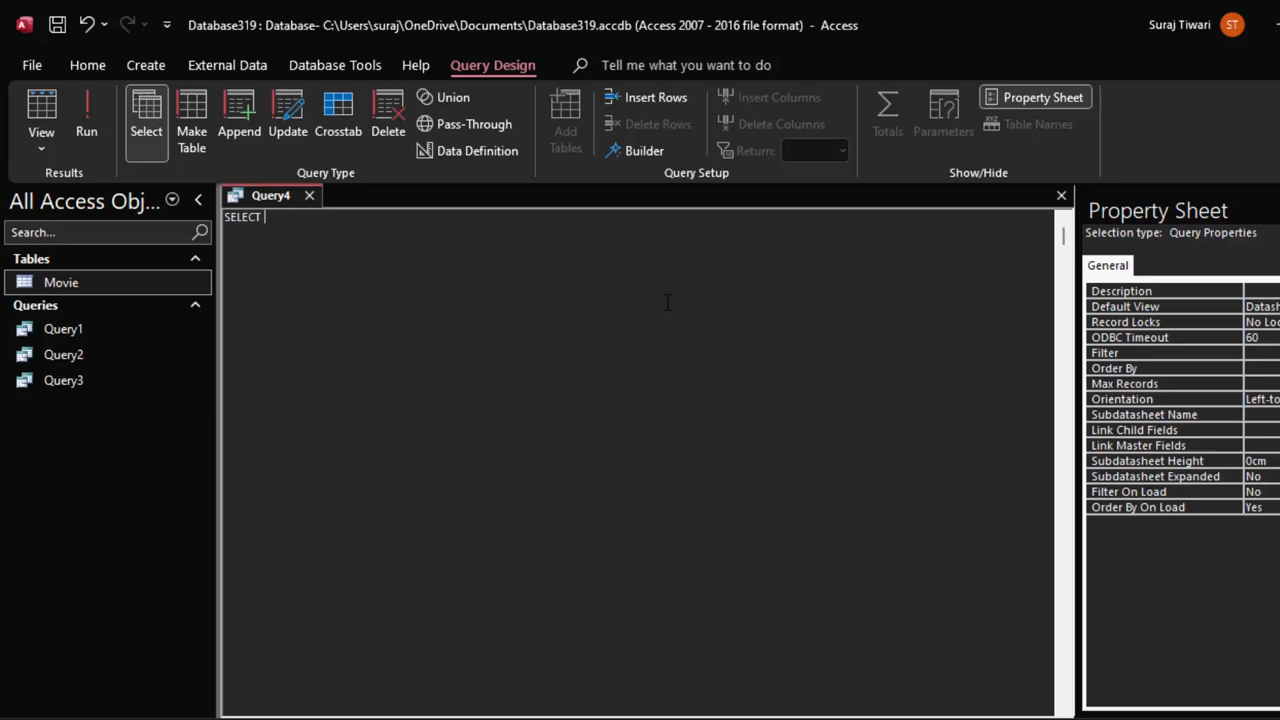 Database319 : Database- C:\Users\suraj\OneDrive\Documents\Database319.accdb (Access 2007 - 2016 file format) - Access
Suraj Tiwari
ST
File Home Create External Data Database Tools Help Query Design Tell me what you want to do
View
Run
Results
Select
Make Table
Append
Update
Crosstab
Delete
Union
Pass-Through
Data Definition
Query Type
Add Tables
Insert Rows
Delete Rows
Builder
Insert Columns
Delete Columns
Return:
Query Setup
Totals
Parameters
Property Sheet
Table Names
Show/Hide
All Access Obj...
Search...
Tables
Movie
Queries
Query1
Query2
Query3
Query4
SELECT
Property Sheet
Selection type: Query Properties
General
Description
Default View Datash
Record Locks No Loc
ODBC Timeout 60
Filter
Order By
Max Records
Orientation Left-to
Subdatasheet Name
Link Child Fields
Link Master Fields
Subdatasheet Height 0cm
Subdatasheet Expanded No
Filter On Load No
Order By On Load Yes